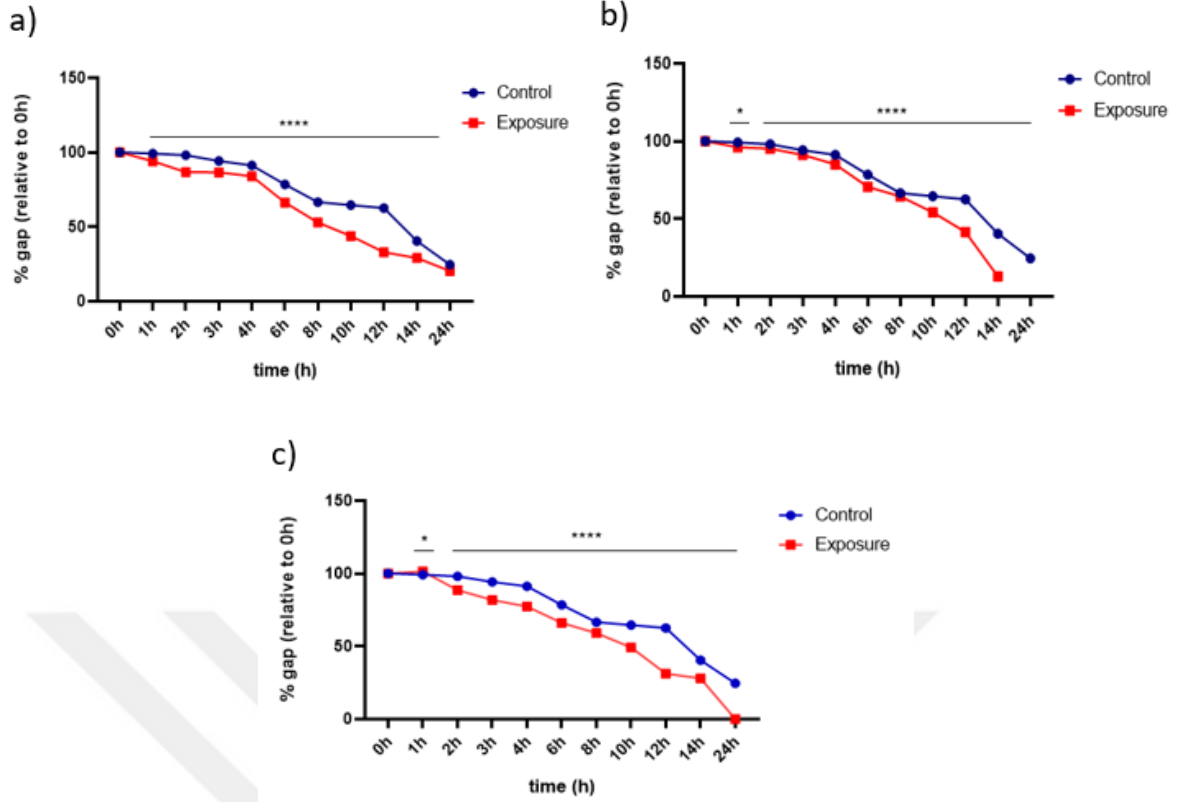 a)
150
100
50
0
% gap (relative to 0h)
****
Control
Exposure
0h 1h 2h 3h 4h 6h 8h 10h 12h 14h 24h
time (h)
b)
150
100
50
0
% gap (relative to 0h)
* ****
Control
Exposure
0h 1h 2h 3h 4h 6h 8h 10h 12h 14h 24h
time (h)
c)
150
100
50
0
% gap (relative to 0h)
* ****
Control
Exposure
0h 1h 2h 3h 4h 6h 8h 10h 12h 14h 24h
time (h)